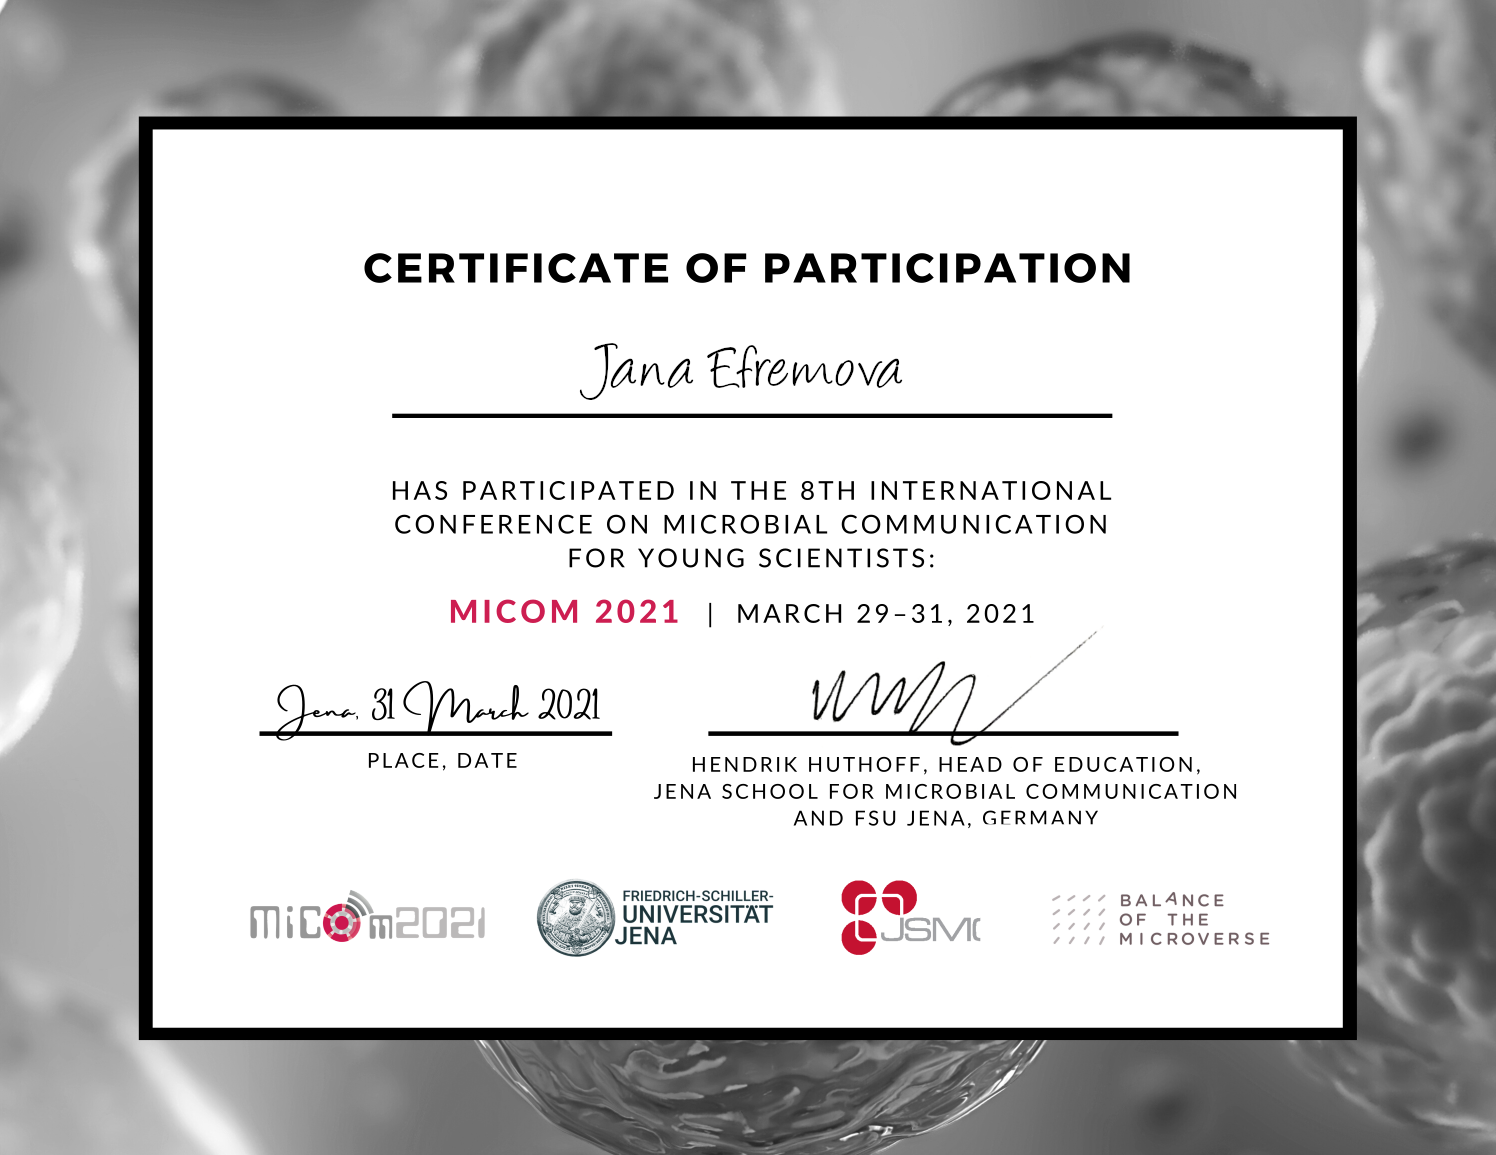 CERTIFICATE OF PARTICIPATION
Jana Efremova
HAS PARTICIPATED IN THE 8TH INTERNATIONAL
CONFERENCE ON MICROBIAL COMMUNICATION
FOR YOUNG SCIENTISTS:
MICOM 2021 | MARCH 29–31, 2021
Jena, 31 March 2021
PLACE, DATE
HENDRIK HUTHOFF, HEAD OF EDUCATION,
JENA SCHOOL FOR MICROBIAL COMMUNICATION
AND FSU JENA, GERMANY
MiCom2021
FRIEDRICH-SCHILLER-
UNIVERSITÄT
JENA
JSMC
BALANCE
OF THE
MICROVERSE